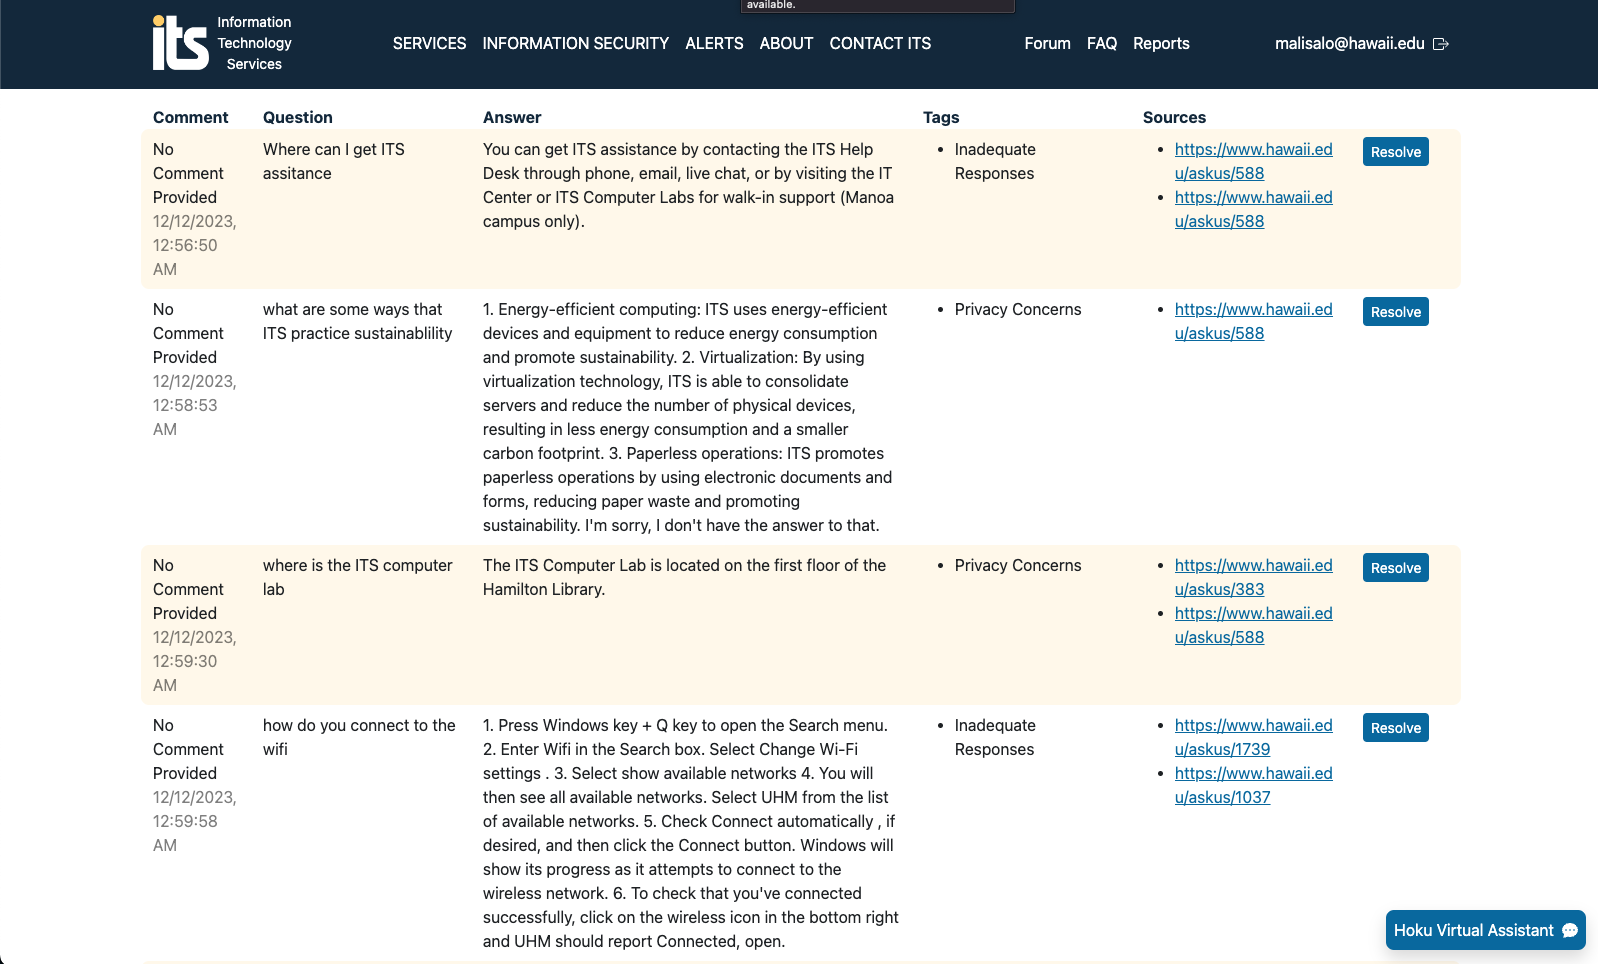 available.
its
Information
Technology
Services
SERVICES INFORMATION SECURITY ALERTS ABOUT CONTACT ITS Forum FAQ Reports malisalo@hawaii.edu
Comment Question Answer Tags Sources
No
Comment
Provided
12/12/2023,
12:56:50
AM
Where can I get ITS
assitance
You can get ITS assistance by contacting the ITS Help
Desk through phone, email, live chat, or by visiting the IT
Center or ITS Computer Labs for walk-in support (Manoa
campus only).
• Inadequate
Responses
• https://www.hawaii.ed
u/askus/588
• https://www.hawaii.ed
u/askus/588
Resolve
No
Comment
Provided
12/12/2023,
12:58:53
AM
what are some ways that
ITS practice sustainablility
1. Energy-efficient computing: ITS uses energy-efficient
devices and equipment to reduce energy consumption
and promote sustainability. 2. Virtualization: By using
virtualization technology, ITS is able to consolidate
servers and reduce the number of physical devices,
resulting in less energy consumption and a smaller
carbon footprint. 3. Paperless operations: ITS promotes
paperless operations by using electronic documents and
forms, reducing paper waste and promoting
sustainability. I'm sorry, I don't have the answer to that.
• Privacy Concerns
• https://www.hawaii.ed
u/askus/588
Resolve
No
Comment
Provided
12/12/2023,
12:59:30
AM
where is the ITS computer
lab
The ITS Computer Lab is located on the first floor of the
Hamilton Library.
• Privacy Concerns
• https://www.hawaii.ed
u/askus/383
• https://www.hawaii.ed
u/askus/588
Resolve
No
Comment
Provided
12/12/2023,
12:59:58
AM
how do you connect to the
wifi
1. Press Windows key + Q key to open the Search menu.
2. Enter Wifi in the Search box. Select Change Wi-Fi
settings . 3. Select show available networks 4. You will
then see all available networks. Select UHM from the list
of available networks. 5. Check Connect automatically , if
desired, and then click the Connect button. Windows will
show its progress as it attempts to connect to the
wireless network. 6. To check that you've connected
successfully, click on the wireless icon in the bottom right
and UHM should report Connected, open.
• Inadequate
Responses
• https://www.hawaii.ed
u/askus/1739
• https://www.hawaii.ed
u/askus/1037
Resolve
Hoku Virtual Assistant